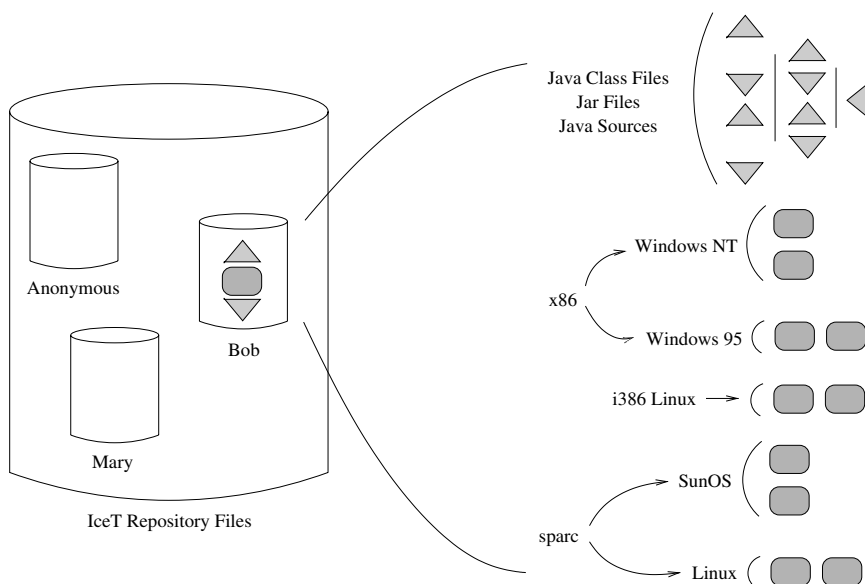 Java Class Files
Jar Files
Java Sources
Anonymous
Bob
Mary
IceT Repository Files
Windows NT
x86
Windows 95
i386 Linux
SunOS
sparc
Linux